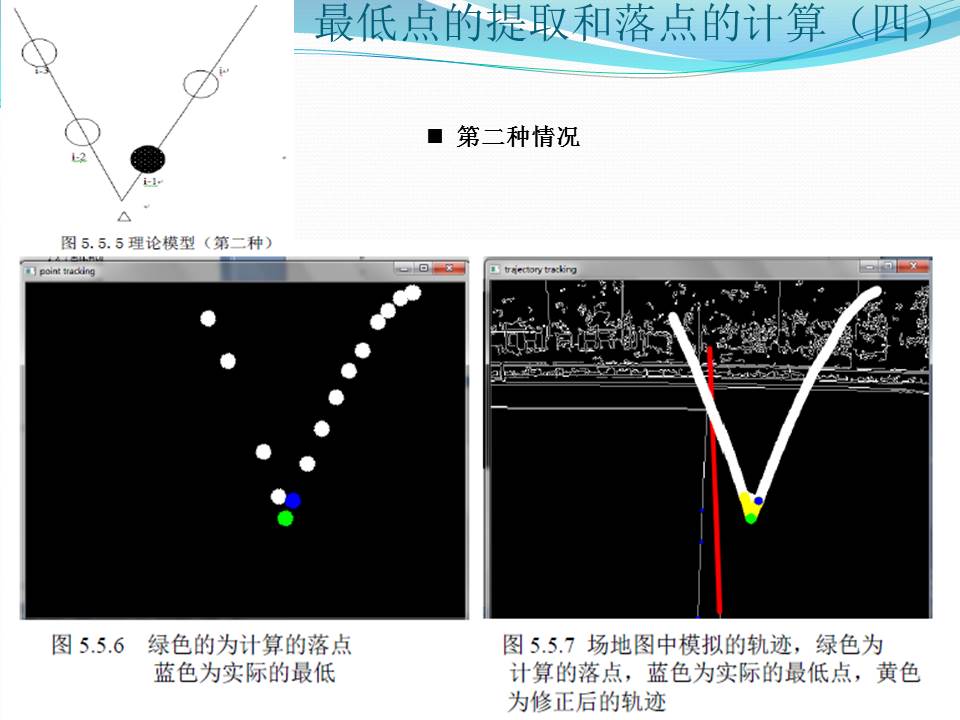 最低点的提取和落点的计算（四）
i-3
i
i-2
i-1
■ 第二种情况
图 5.5.5 理论模型（第二种）
point tracking
trajectory tracking
图 5.5.6 绿色的为计算的落点
蓝色为实际的最低
图 5.5.7 场地图中模拟的轨迹，绿色为
计算的落点，蓝色为实际的最低点，黄色
为修正后的轨迹